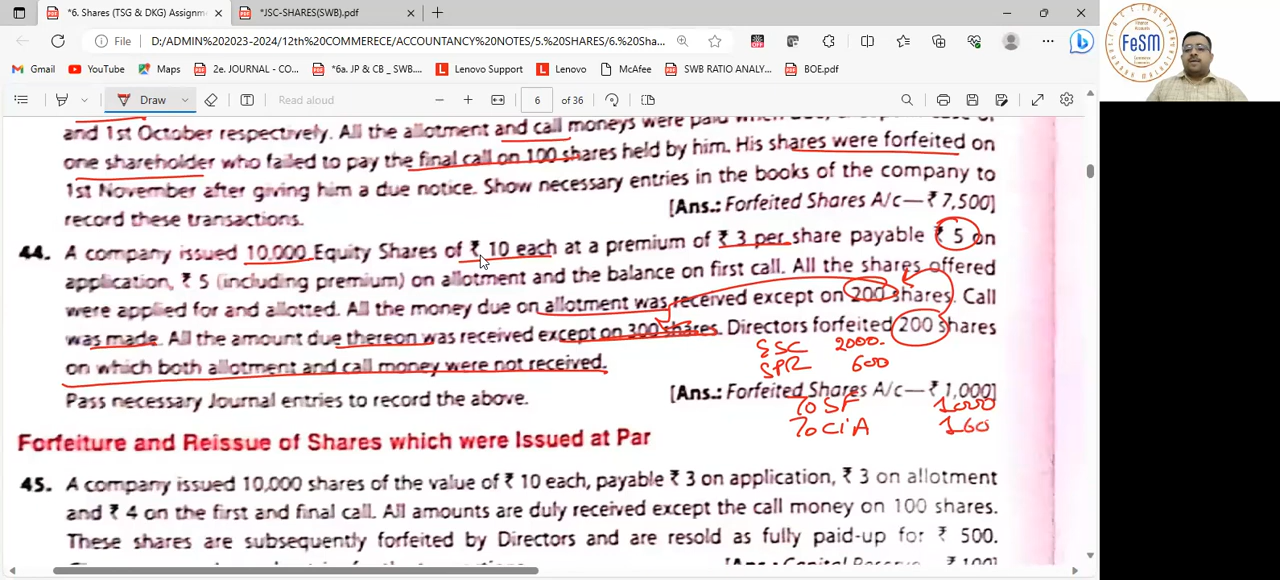 *6. Shares (TSG & DKG) Assignm
*JSC-SHARES(SWB).pdf
File D:/ADMIN%202023-2024/12th%20COMMERECE/ACCOUNTANCY%20NOTES/5.%20SHARES/6.%20Sha...
Gmail YouTube Maps 2e. JOURNAL - CO... *6a. JP & CB _ SWB.... Lenovo Support Lenovo McAfee SWB RATIO ANALY... BOE.pdf
Draw Read aloud 6 of 36
FeSM
and 1st October respectively. All the allotment and call moneys were paid
one shareholder who failed to pay the final call on 100 shares held by him. His shares were forfeited on
1st November after giving him a due notice. Show necessary entries in the books of the company to
record these transactions. [Ans.: Forfeited Shares A/c—₹ 7,500]
44. A company issued 10,000 Equity Shares of ₹ 10 each at a premium of ₹ 3 per share payable ₹ 5 on
application, ₹ 5 (including premium) on allotment and the balance on first call. All the shares offered
were applied for and allotted. All the money due on allotment was received except on 200 shares. Call
was made. All the amount due thereon was received except on 300 shares. Directors forfeited 200 shares
ESC 2000
on which both allotment and call money were not received.
SPR 600
[Ans.: Forfeited Shares A/c—₹ 1,000]
Pass necessary Journal entries to record the above.
To SF 1000
To CIA 160
Forfeiture and Reissue of Shares which were Issued at Par
45. A company issued 10,000 shares of the value of ₹ 10 each, payable ₹ 3 on application, ₹ 3 on allotment
and ₹ 4 on the first and final call. All amounts are duly received except the call money on 100 shares.
These shares are subsequently forfeited by Directors and are resold as fully paid-up for ₹ 500.